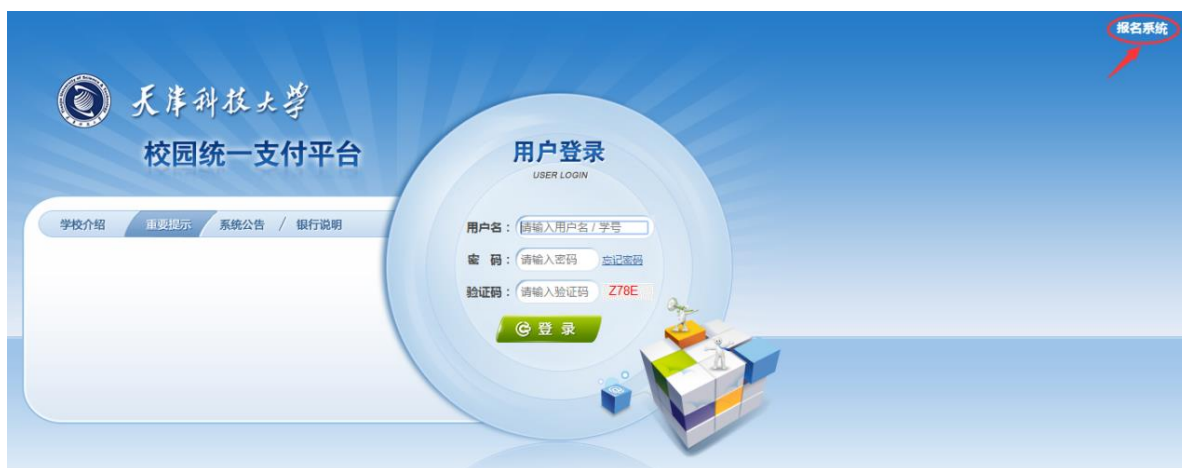 报名系统
天津科技大学
校园统一支付平台
用户登录
USER LOGIN
学校介绍 重要提示 系统公告 / 银行说明
用户名： 请输入用户名 / 学号
密 码： 请输入密码 忘记密码
验证码： 请输入验证码 Z78E
登 录